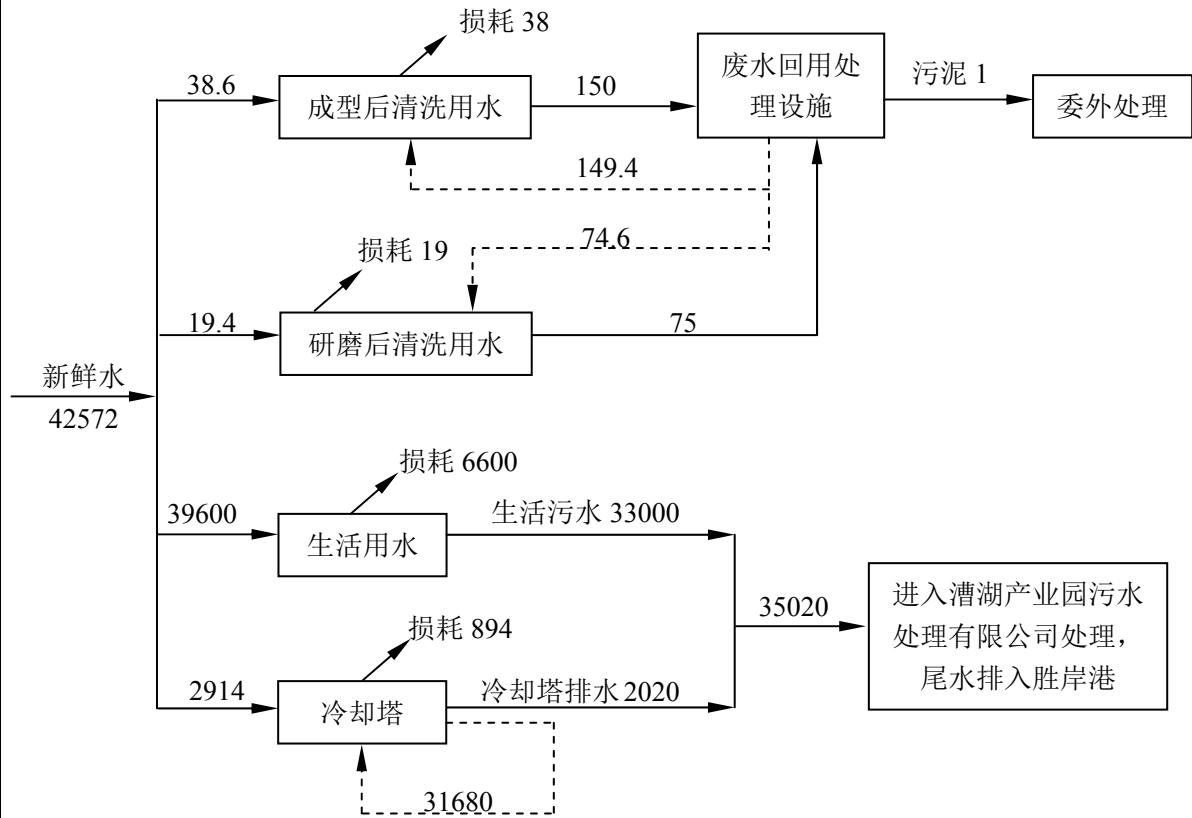 损耗 38
38.6
成型后清洗用水
150
废水回用处
理设施
污泥 1
委外处理
149.4
74.6
损耗 19
19.4
研磨后清洗用水
75
新鲜水
42572
损耗 6600
39600
生活用水
生活污水 33000
35020
进入漕湖产业园污水
处理有限公司处理，
尾水排入胜岸港
损耗 894
2914
冷却塔
冷却塔排水 2020
31680